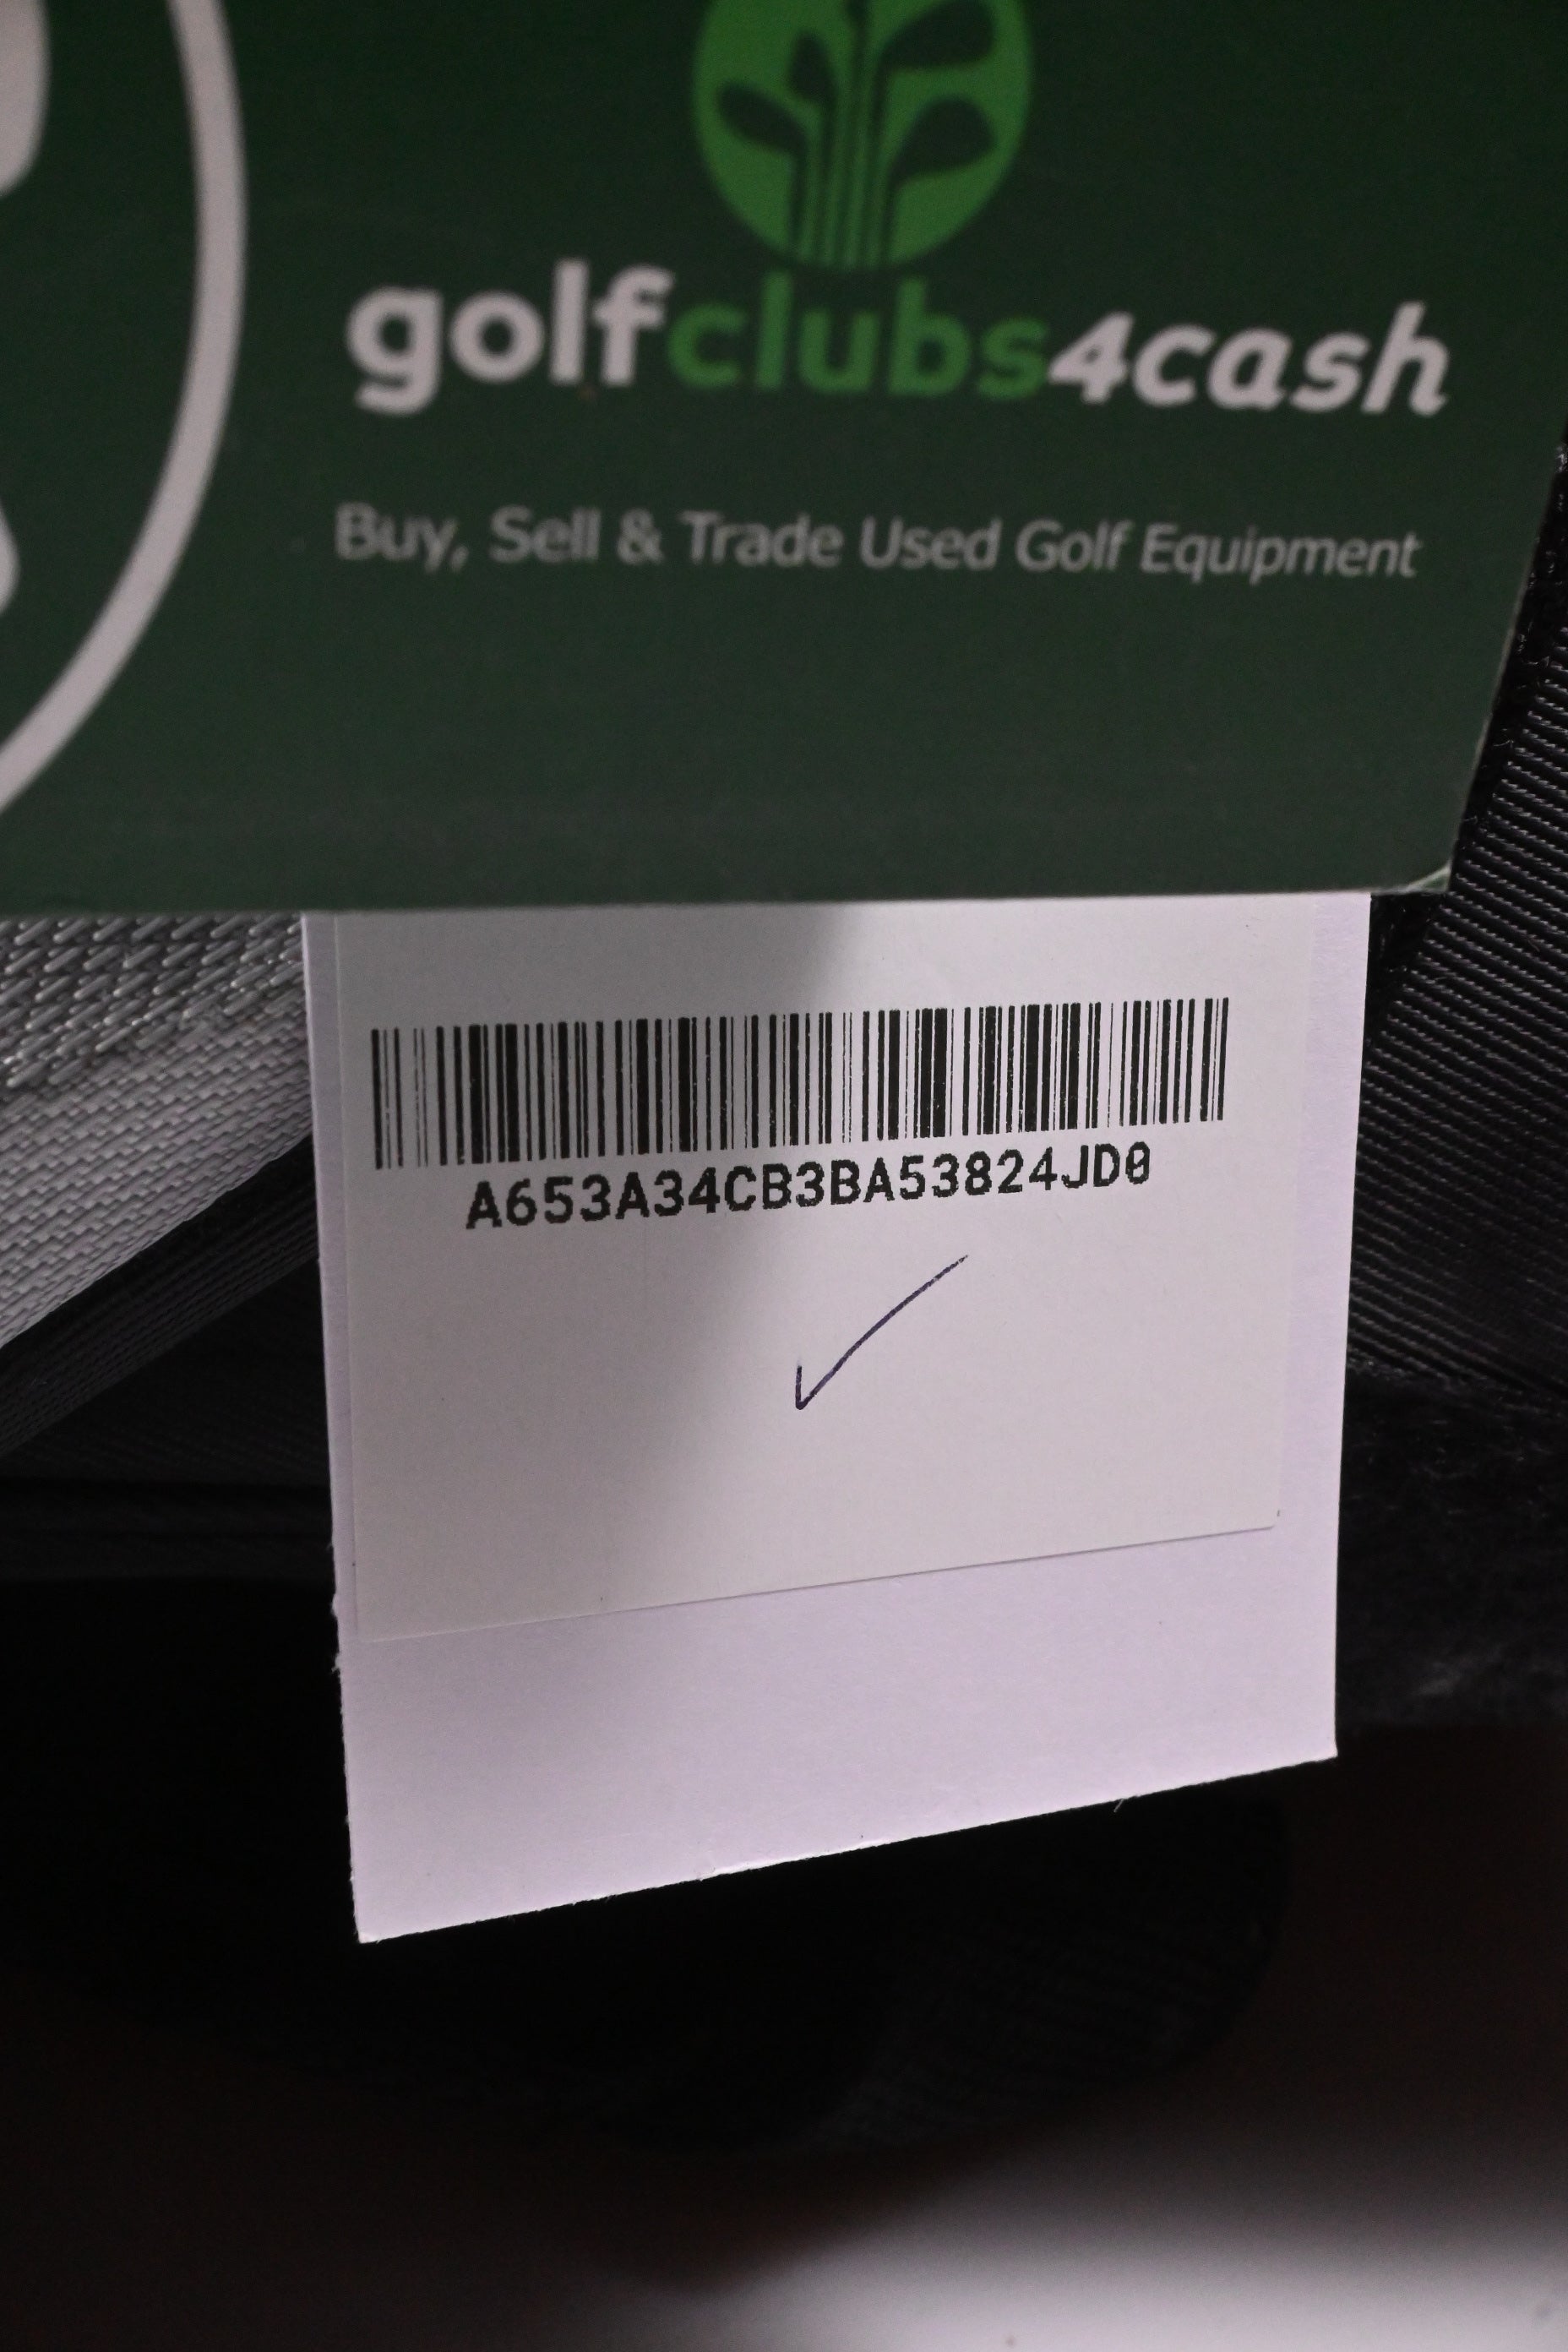 golfclubs4cash
Buy, Sell & Trade Used Golf Equipment
A653A34CB3BA53824JD0